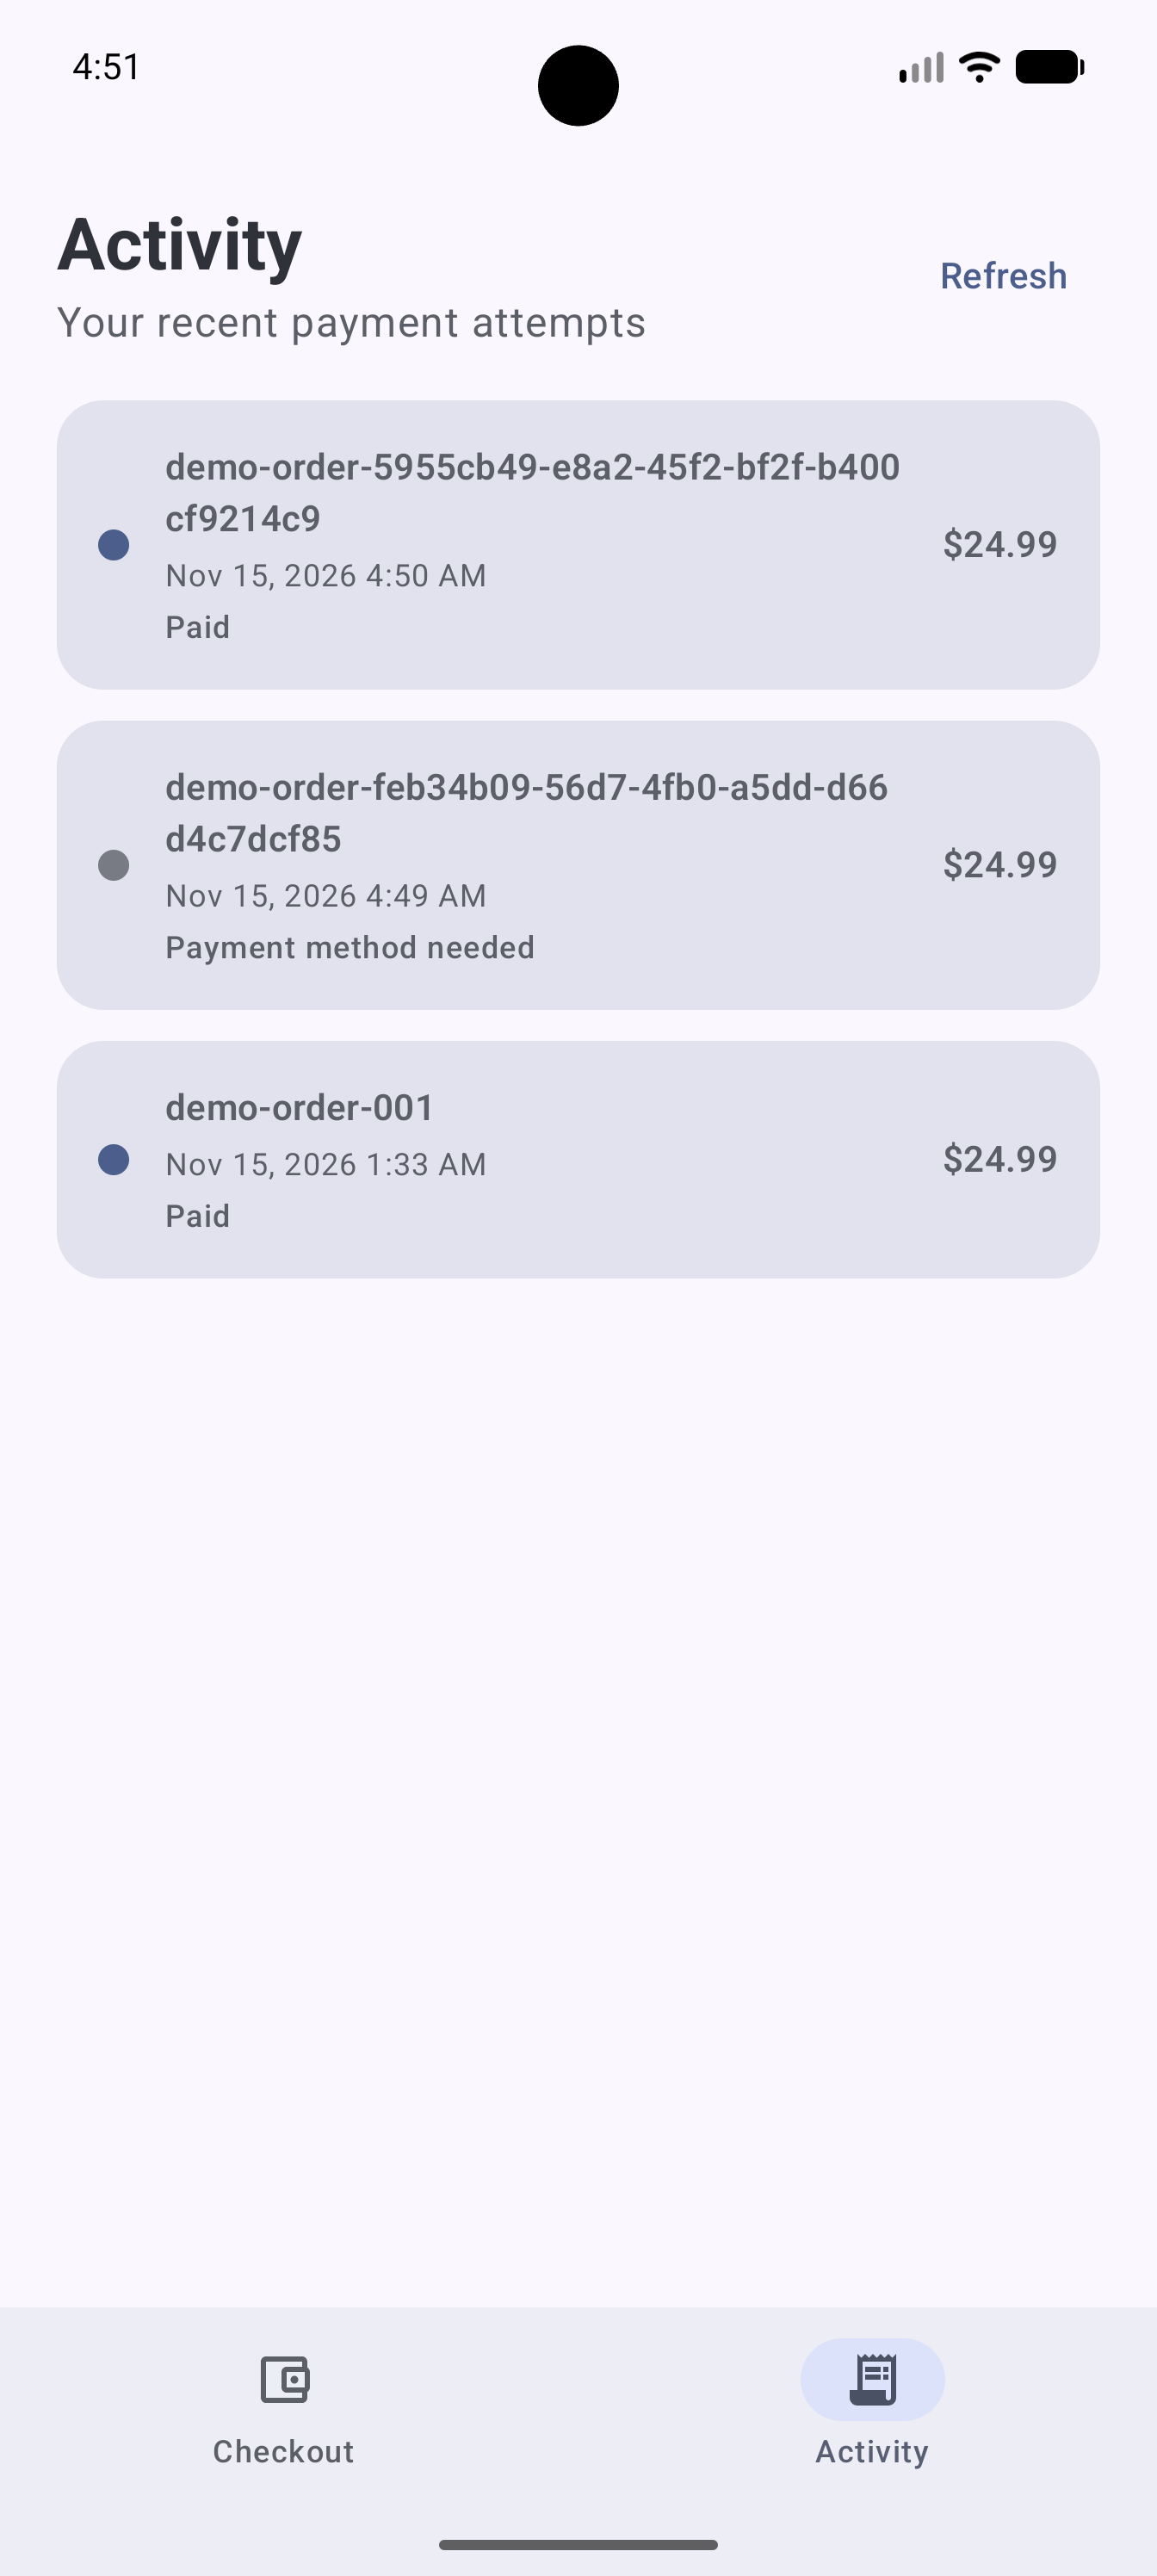 4:51
Activity
Refresh
Your recent payment attempts
demo-order-5955cb49-e8a2-45f2-bf2f-b400
cf9214c9
$24.99
Nov 15, 2026 4:50 AM
Paid
demo-order-feb34b09-56d7-4fb0-a5dd-d66
d4c7dcf85
$24.99
Nov 15, 2026 4:49 AM
Payment method needed
demo-order-001
Nov 15, 2026 1:33 AM
$24.99
Paid
Checkout
Activity